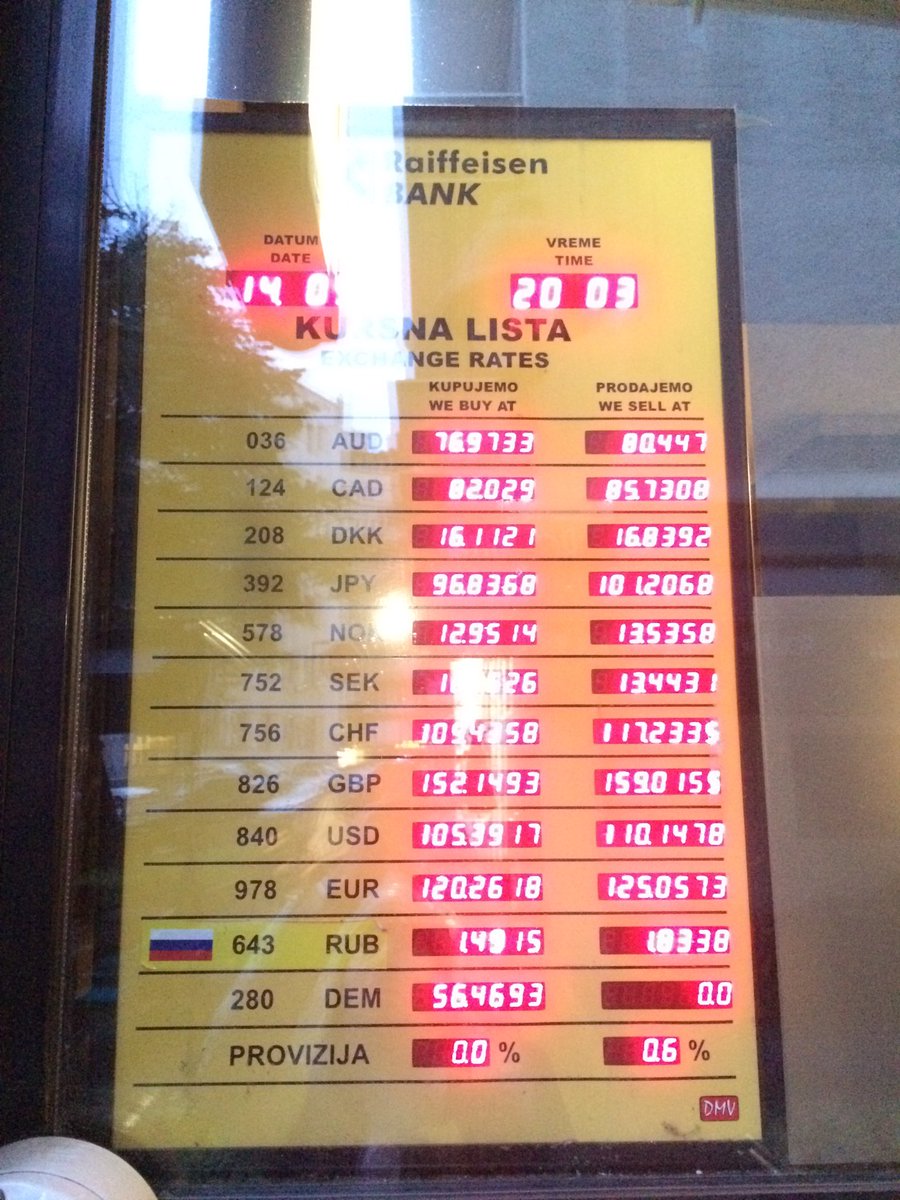 Raiffeisen
BANK
DATUM VREME
DATE TIME
14. 20 03
KURSNA LISTA
EXCHANGE RATES
KUPUJEMO PRODAJEMO
WE BUY AT WE SELL AT
036 AUD 76.9733 80.447
124 CAD 82.029 85.7308
208 DKK 16.1121 16.8392
392 JPY 96.8368 101.2068
578 12.9514 13.5358
752 SEK 13.4431
756 CHF 109.4358 117.2335
826 GBP 152.1493 159.0155
840 USD 105.3917 110.1478
978 EUR 120.2618 125.0573
643 RUB 1.4915 1.8338
280 DEM 56.4693 0.0
PROVIZIJA 0.0 % 0.6 %
DMV